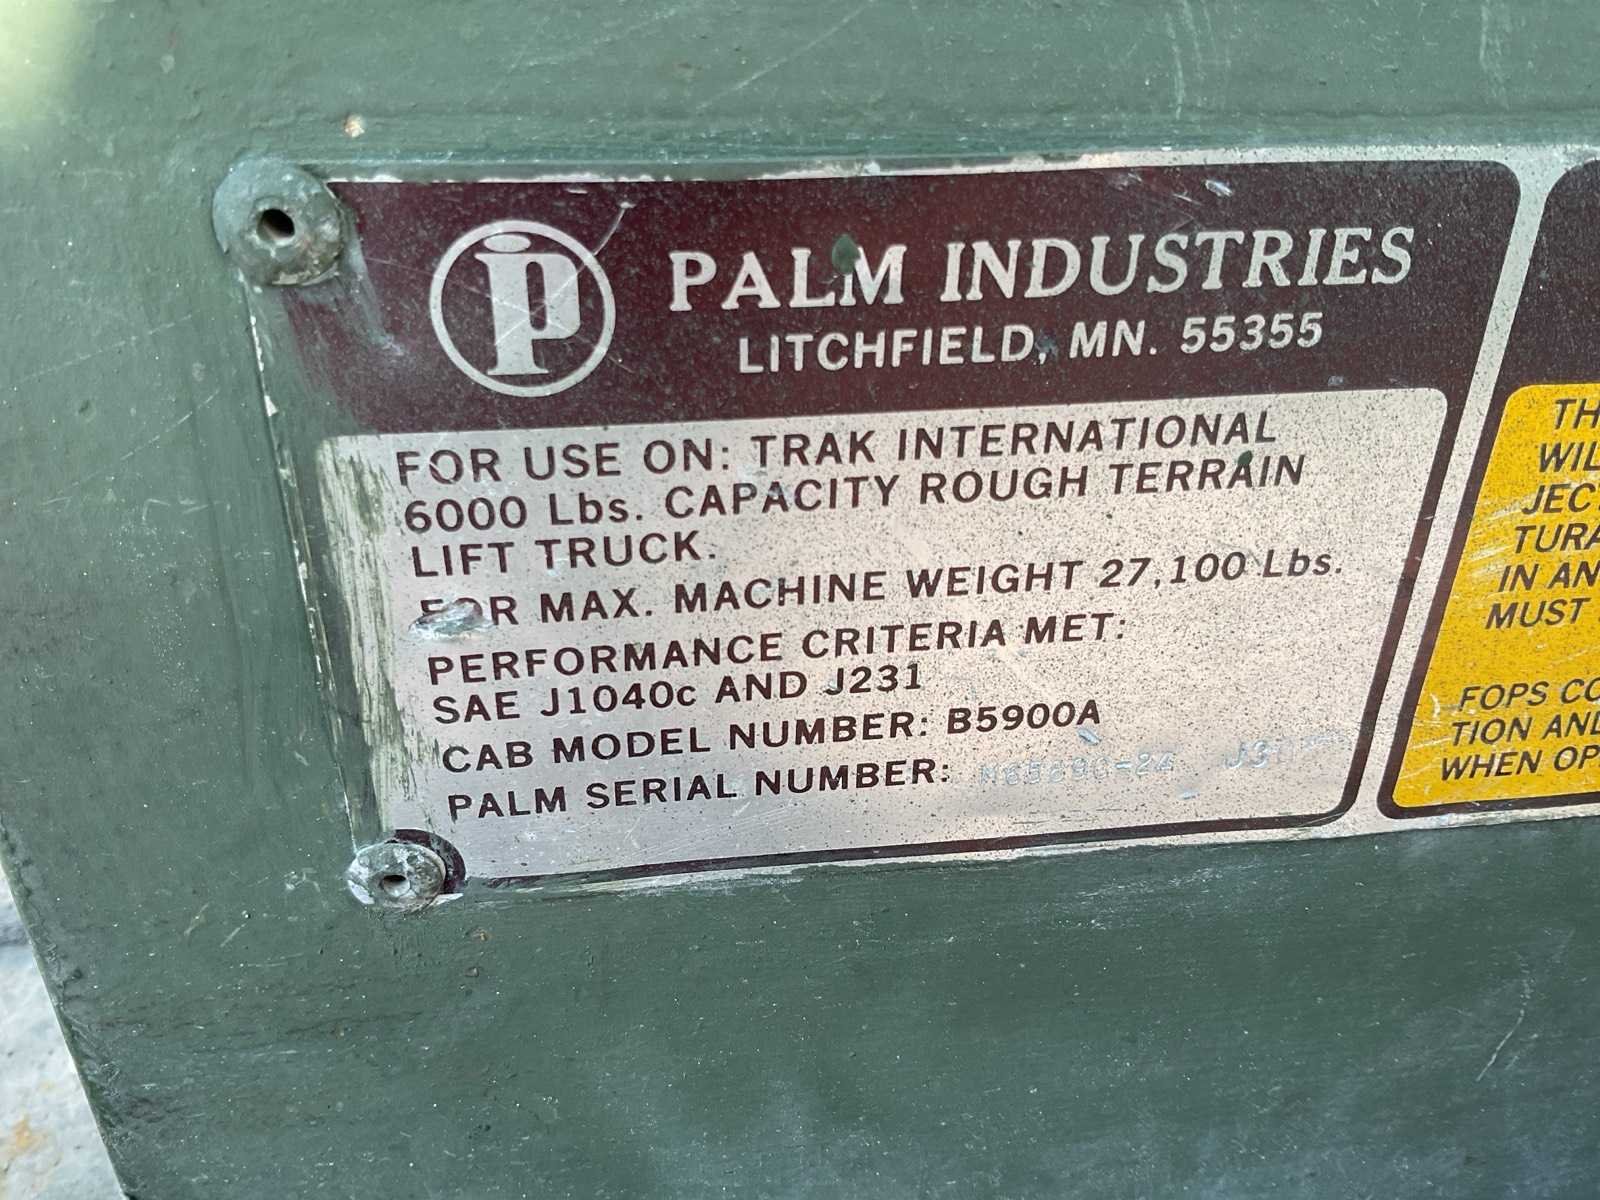 PALM INDUSTRIES
LITCHFIELD, MN. 55355
FOR USE ON: TRAK INTERNATIONAL
6000 Lbs. CAPACITY ROUGH TERRAIN
LIFT TRUCK.
FOR MAX. MACHINE WEIGHT 27,100 Lbs.
PERFORMANCE CRITERIA MET:
SAE J1040c AND J231
CAB MODEL NUMBER: B5900A
PALM SERIAL NUMBER:
TH
WIL
JEC
TURA
IN AN
MUST
FOPS CO
TION AND
WHEN OP